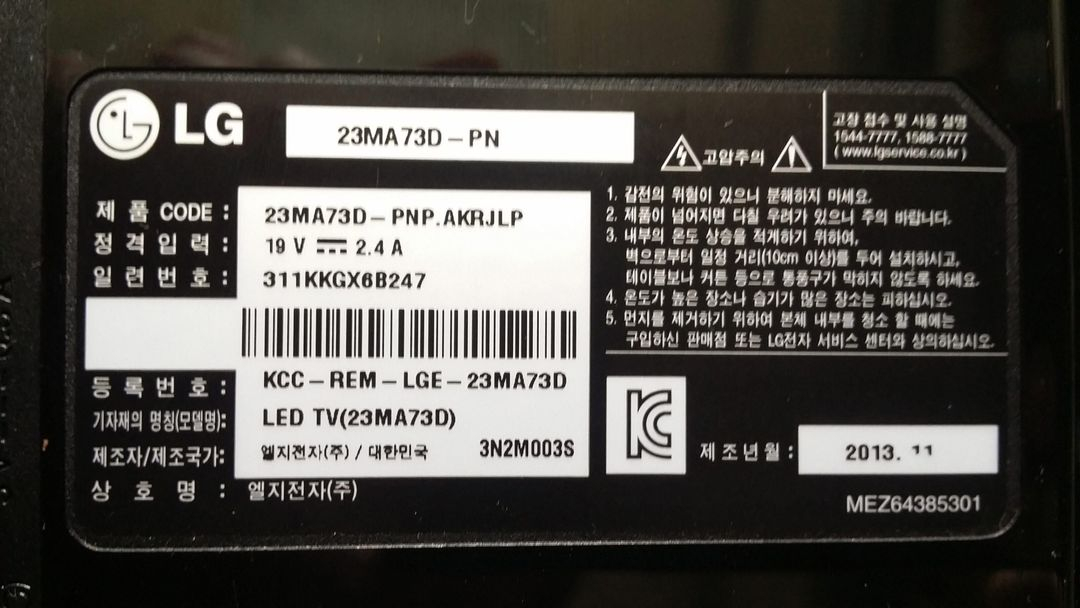 LG
23MA73D-PN
고압주의
고장 접수 및 사용 설명
1544-7777, 1588-7777
( www.lgservice.co.kr )
제 품 CODE : 23MA73D-PNP.AKRJLP
정 격 입 력 : 19 V 2.4 A
일 련 번 호 : 311KKGX6B247
등 록 번 호 : KCC-REM-LGE-23MA73D
기자재의 명칭(모델명): LED TV(23MA73D)
제조자/제조국가: 엘지전자(주) / 대한민국 3N2M003S
상 호 명 : 엘지전자(주)
1. 감전의 위험이 있으니 분해하지 마세요.
2. 제품이 넘어지면 다칠 우려가 있으니 주의 바랍니다.
3. 내부의 온도 상승을 적게하기 위하여,
벽으로부터 일정 거리(10cm 이상)를 두어 설치하시고,
테이블보나 커튼 등으로 통풍구가 막히지 않도록 하세요.
4. 온도가 높은 장소나 습기가 많은 장소는 피하십시오.
5. 먼지를 제거하기 위하여 본체 내부를 청소 할 때에는
구입하신 판매점 또는 LG전자 서비스 센터와 상의하십시오.
제 조 년 월 : 2013. 11
MEZ64385301